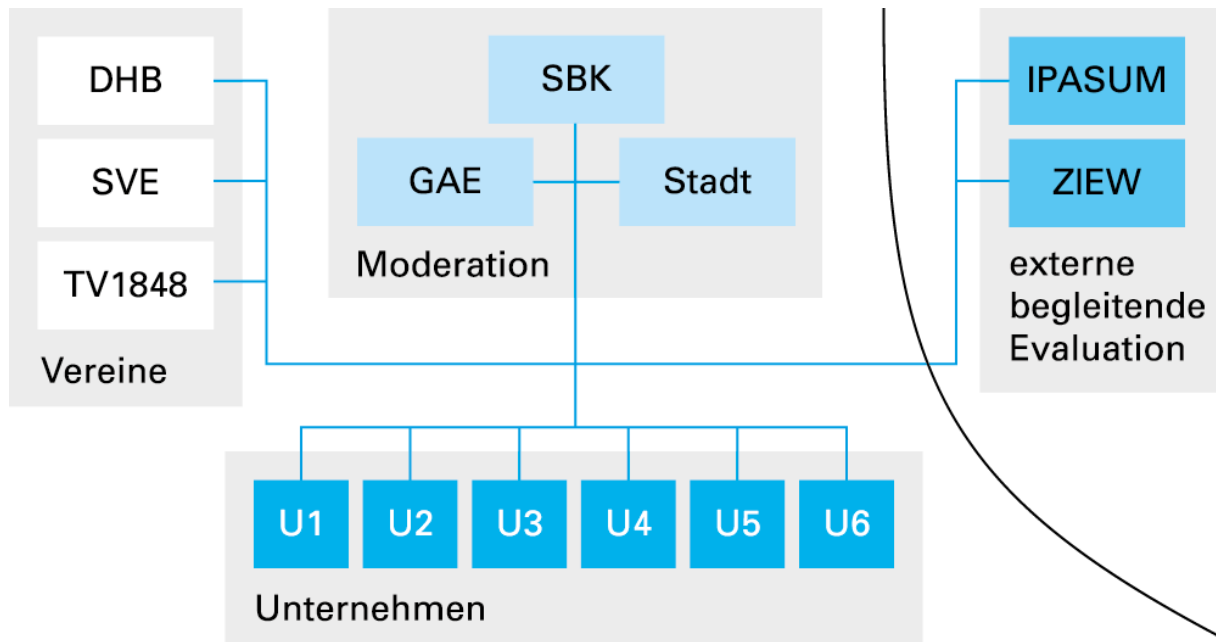 DHB
SVE
TV1848
Vereine
SBK
GAE
Stadt
Moderation
IPASUM
ZIEW
externe
begleitende
Evaluation
U1
U2
U3
U4
U5
U6
Unternehmen